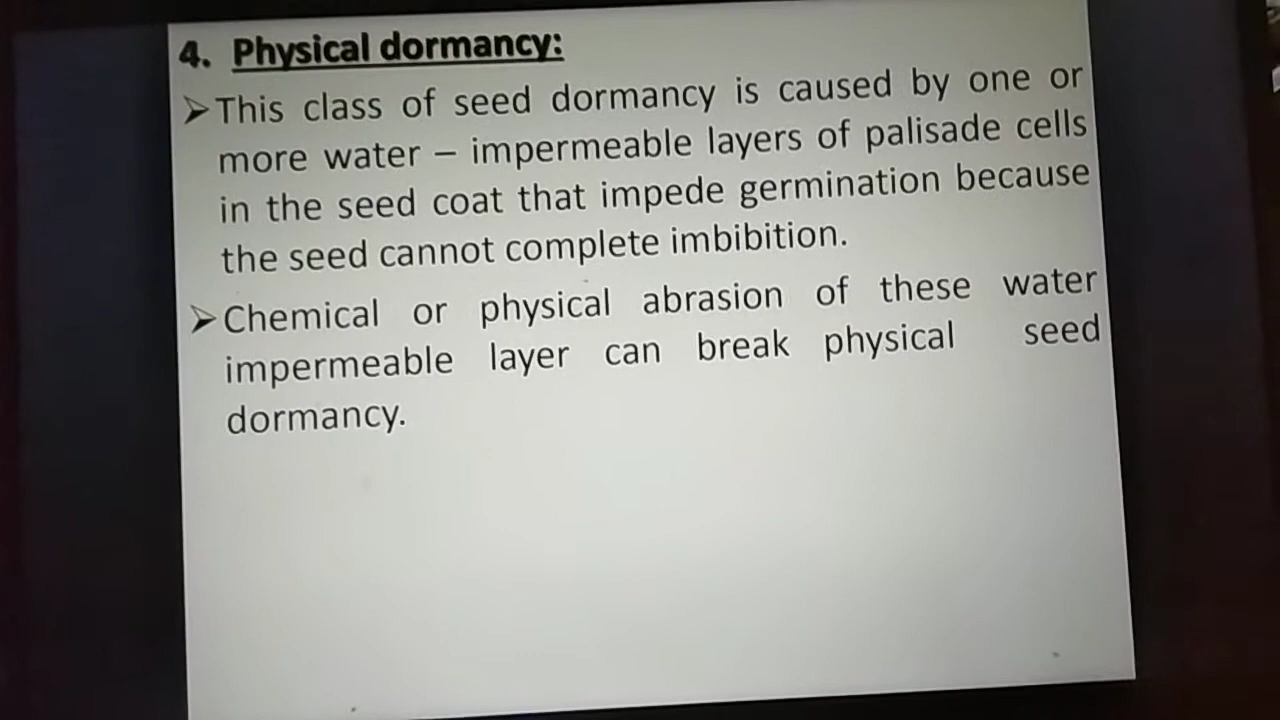 4. Physical dormancy:
➢This class of seed dormancy is caused by one or
more water – impermeable layers of palisade cells
in the seed coat that impede germination because
the seed cannot complete imbibition.
➢Chemical or physical abrasion of these water
impermeable layer can break physical seed
dormancy.